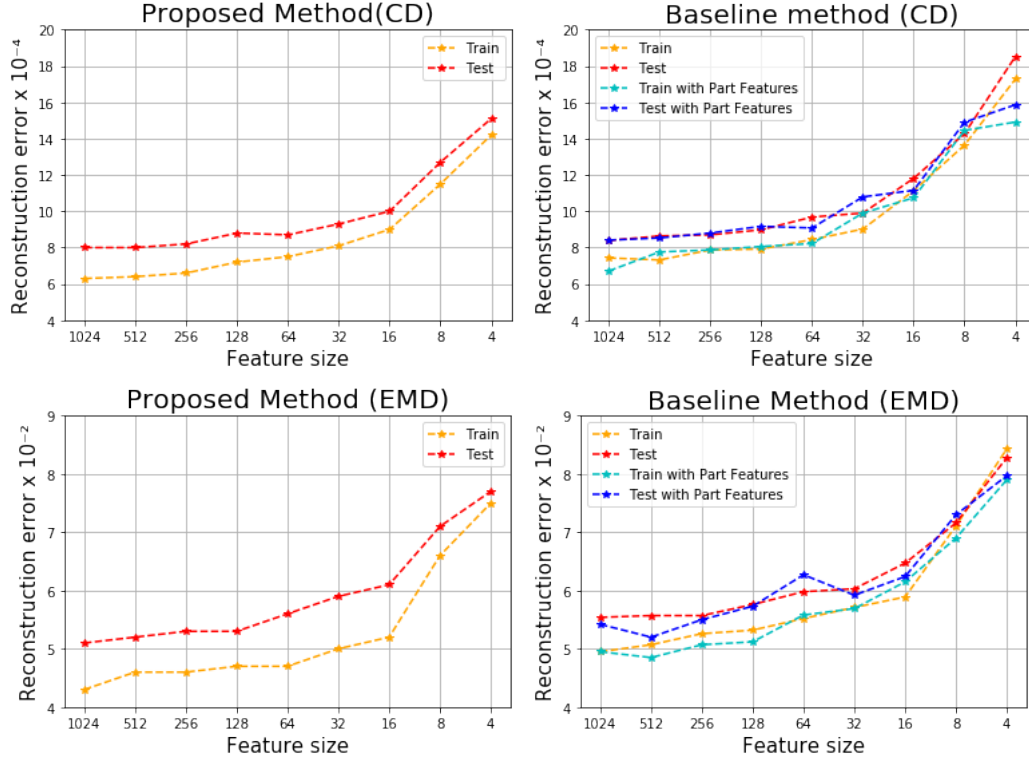 Proposed Method(CD)
Reconstruction error x 10⁻⁴
20
18
16
14
12
10
8
6
4
Train
Test
1024 512 256 128 64 32 16 8 4
Feature size
Baseline method (CD)
Reconstruction error x 10⁻⁴
20
18
16
14
12
10
8
6
4
Train
Test
Train with Part Features
Test with Part Features
1024 512 256 128 64 32 16 8 4
Feature size
Proposed Method (EMD)
Reconstruction error x 10⁻²
9
8
7
6
5
4
Train
Test
1024 512 256 128 64 32 16 8 4
Feature size
Baseline Method (EMD)
Reconstruction error x 10⁻²
9
8
7
6
5
4
Train
Test
Train with Part Features
Test with Part Features
1024 512 256 128 64 32 16 8 4
Feature size